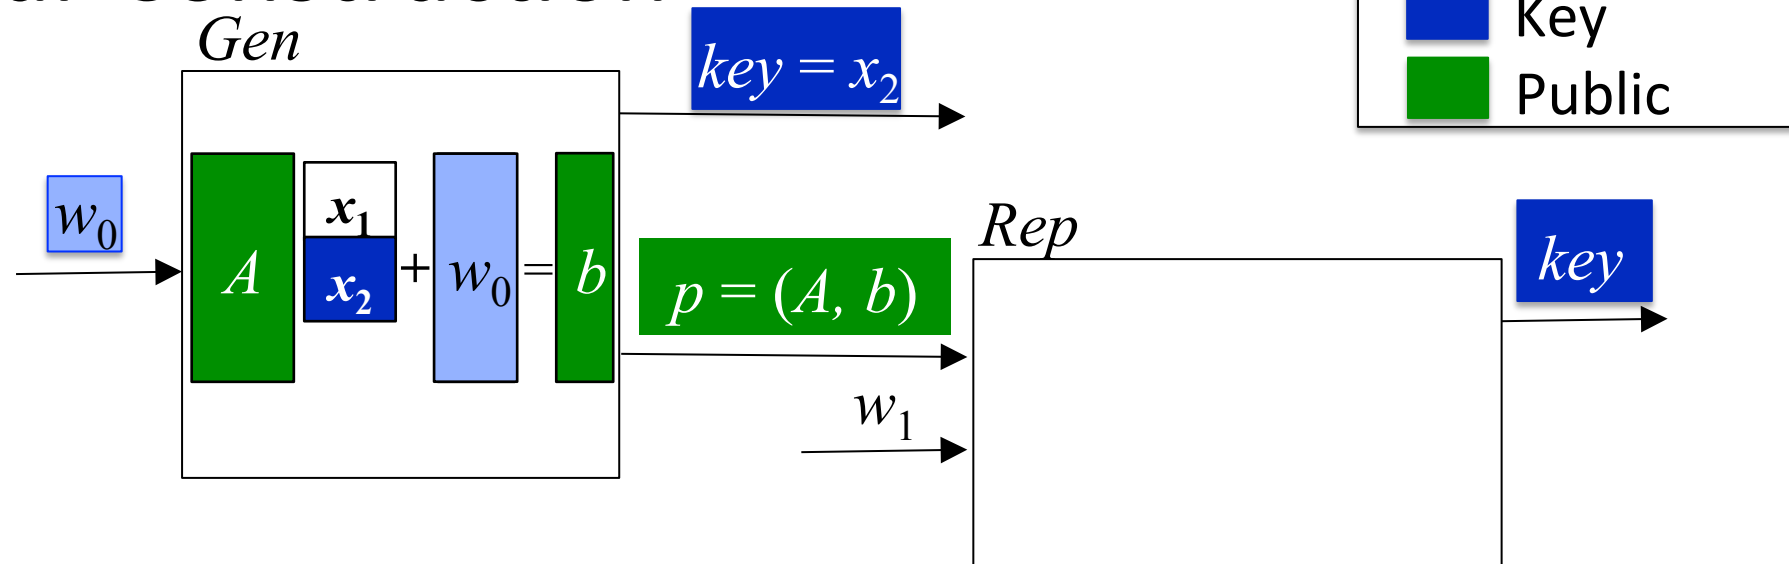 Gen
key = x₂
Key
Public
w₀
A
x₁
x₂
+
w₀
=
b
p = (A, b)
Rep
key
w₁